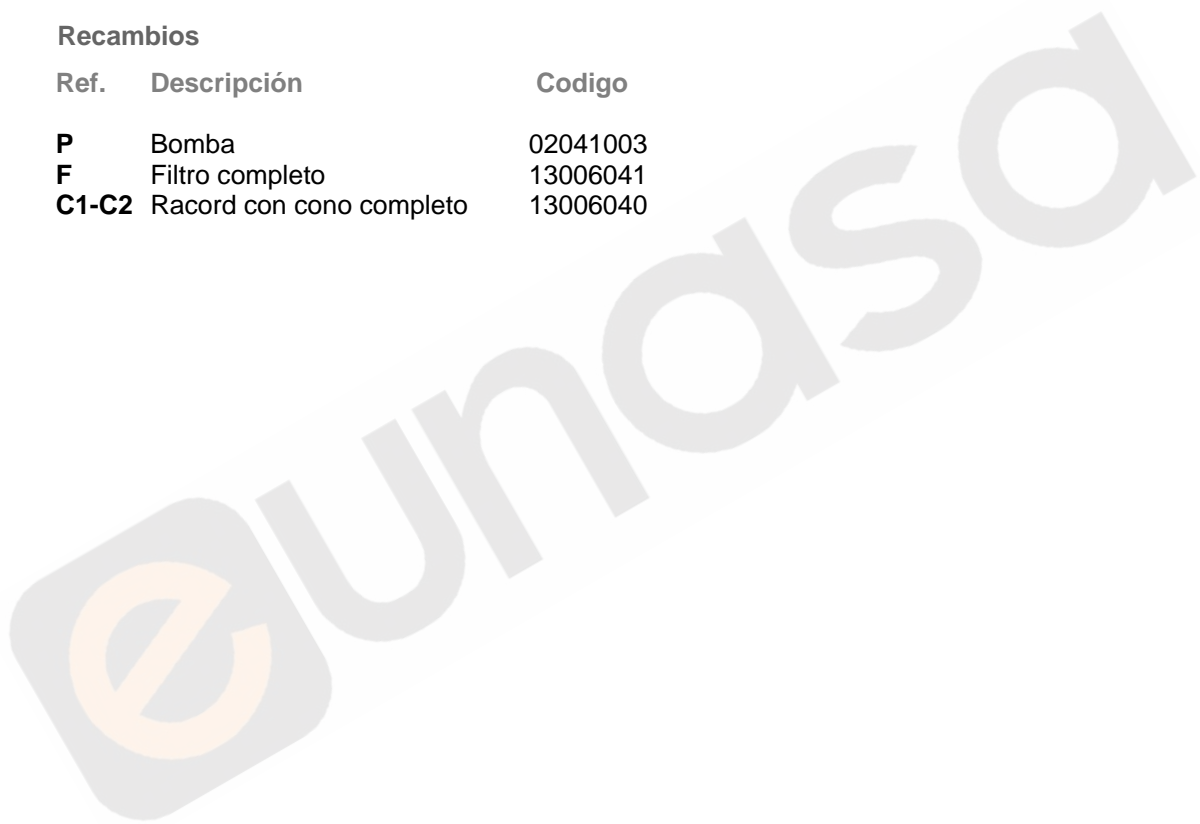 Recambios
Ref. Descripción Codigo
P Bomba 02041003
F Filtro completo 13006041
C1-C2 Racord con cono completo 13006040
eunasa